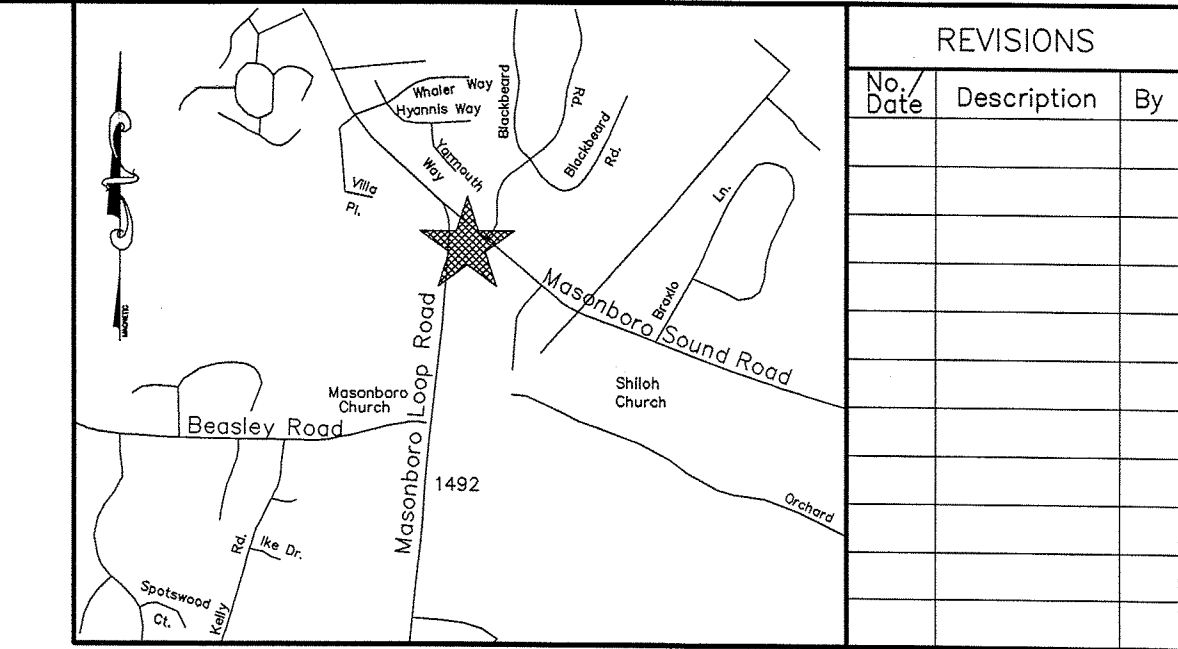 REVISIONS
No./
Date
Description
By
Whaler Way
Hyannis Way
Yarmouth
Way
Blackbeard
Rd.
Blackbeard
Rd.
Villa
Pl.
MAGNETIC
Ln.
Braxlo
Masonboro Sound Road
Masonboro Loop Road
Masonboro
Church
Shiloh
Church
Beasley Road
1492
Orchard
Rd.
Kelly
Ike Dr.
Spotswood
Ct.